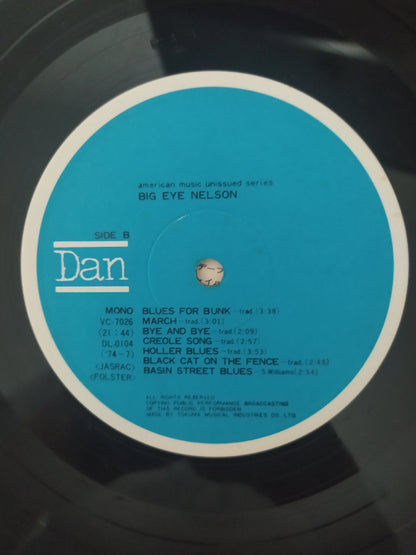 american music unissued series
BIG EYE NELSON
SIDE B
Dan
MONO BLUES FOR BUNK—trad.(3:38)
VC-7026 MARCH—trad.(3:01)
(21:44) BYE AND BYE—trad.(2:09)
DL-0104 CREOLE SONG—trad.(2:57)
('74-7) HOLLER BLUES—trad(3:53)
<JASRAC> BLACK CAT ON THE FENCE—trad.(2:48)
<FOLSTER> BASIN STREET BLUES—S.Williams(2:54)
ALL RIGHTS RESERVED
COPYING PUBLIC PERFORMANCE BROADCASTING
OF THIS RECORD IS FORBIDDEN
MADE BY TOKUMA MUSICAL INDUSTRIES CO.,LTD.